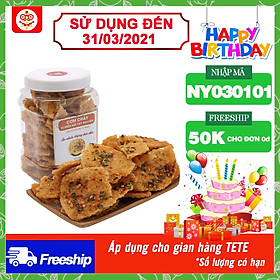 SỬ DỤNG ĐẾN
31/03/2021
HAPPY
BIRTHDAY
NHẬP MÃ
NY030101
FREESHIP
50K CHO ĐƠN 0đ
CƠM CHÁY
Freeship
Áp dụng cho gian hàng TETE
*Số lượng có hạn